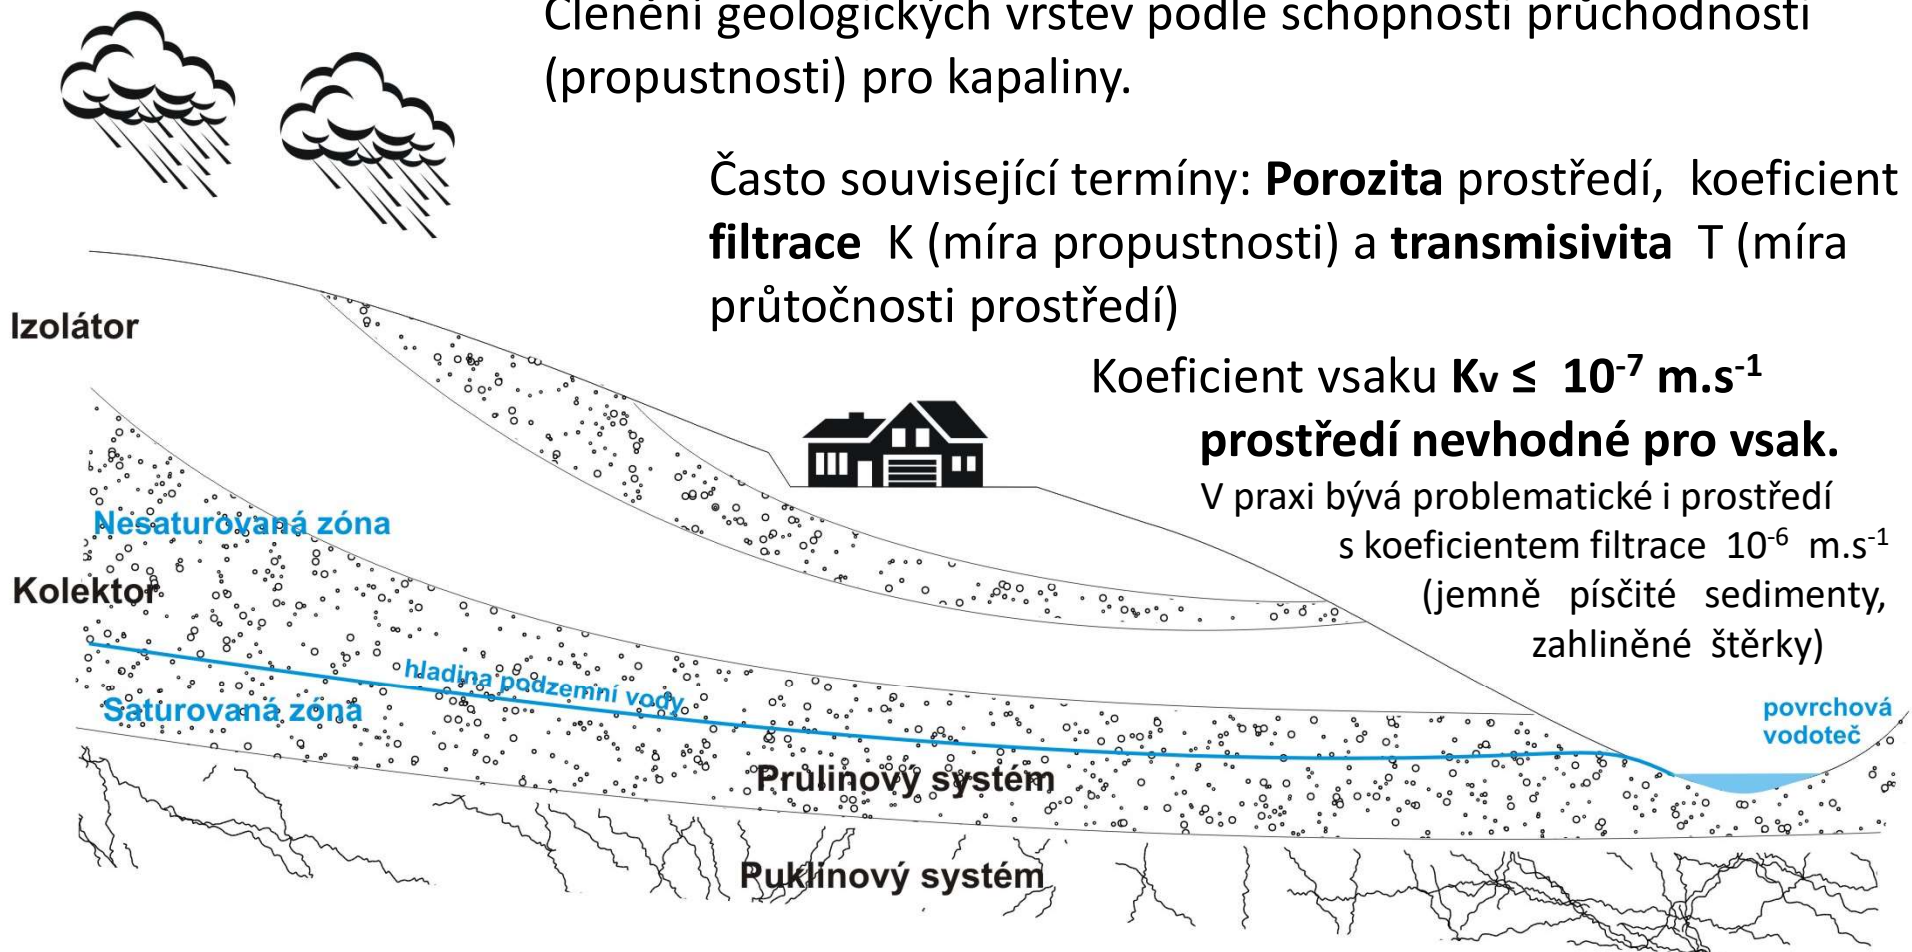 Členění geologických vrstev podle schopnosti průchodnosti
(propustnosti) pro kapaliny.
Často související termíny: Porozita prostředí, koeficient
filtrace K (míra propustnosti) a transmisivita T (míra
průtočnosti prostředí)
Izolátor
Koeficient vsaku Kv ≤ 10⁻⁷ m.s⁻¹
prostředí nevhodné pro vsak.
V praxi bývá problematické i prostředí
s koeficientem filtrace 10⁻⁶ m.s⁻¹
(jemně písčité sedimenty,
zahliněné štěrky)
Nesaturovaná zóna
Kolektor
hladina podzemní vody
Saturovaná zóna
povrchová
vodoteč
Průlinový systém
Puklinový systém